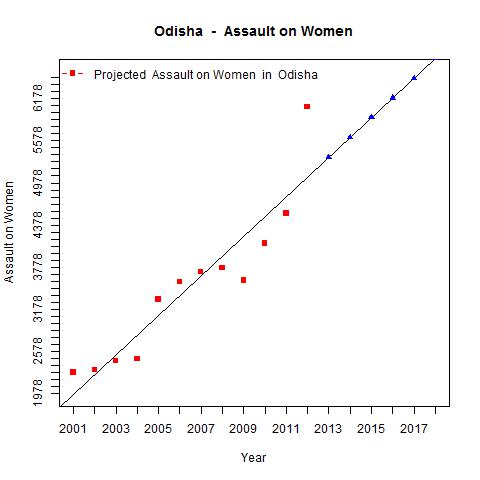 Odisha - Assault on Women
Projected Assault on Women in Odisha
Assault on Women
6178
5578
4978
4378
3778
3178
2578
1978
2001 2003 2005 2007 2009 2011 2013 2015 2017
Year